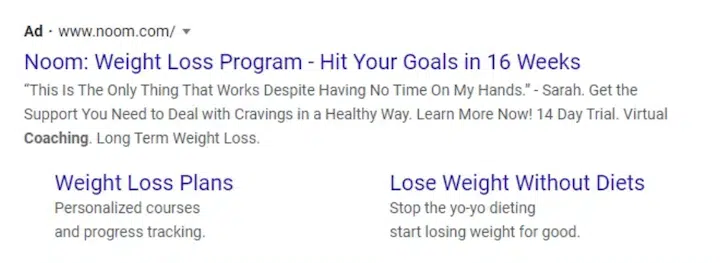 Ad · www.noom.com/
Noom: Weight Loss Program - Hit Your Goals in 16 Weeks
“This Is The Only Thing That Works Despite Having No Time On My Hands.” - Sarah. Get the
Support You Need to Deal with Cravings in a Healthy Way. Learn More Now! 14 Day Trial. Virtual
Coaching. Long Term Weight Loss.
Weight Loss Plans
Personalized courses
and progress tracking.
Lose Weight Without Diets
Stop the yo-yo dieting
start losing weight for good.